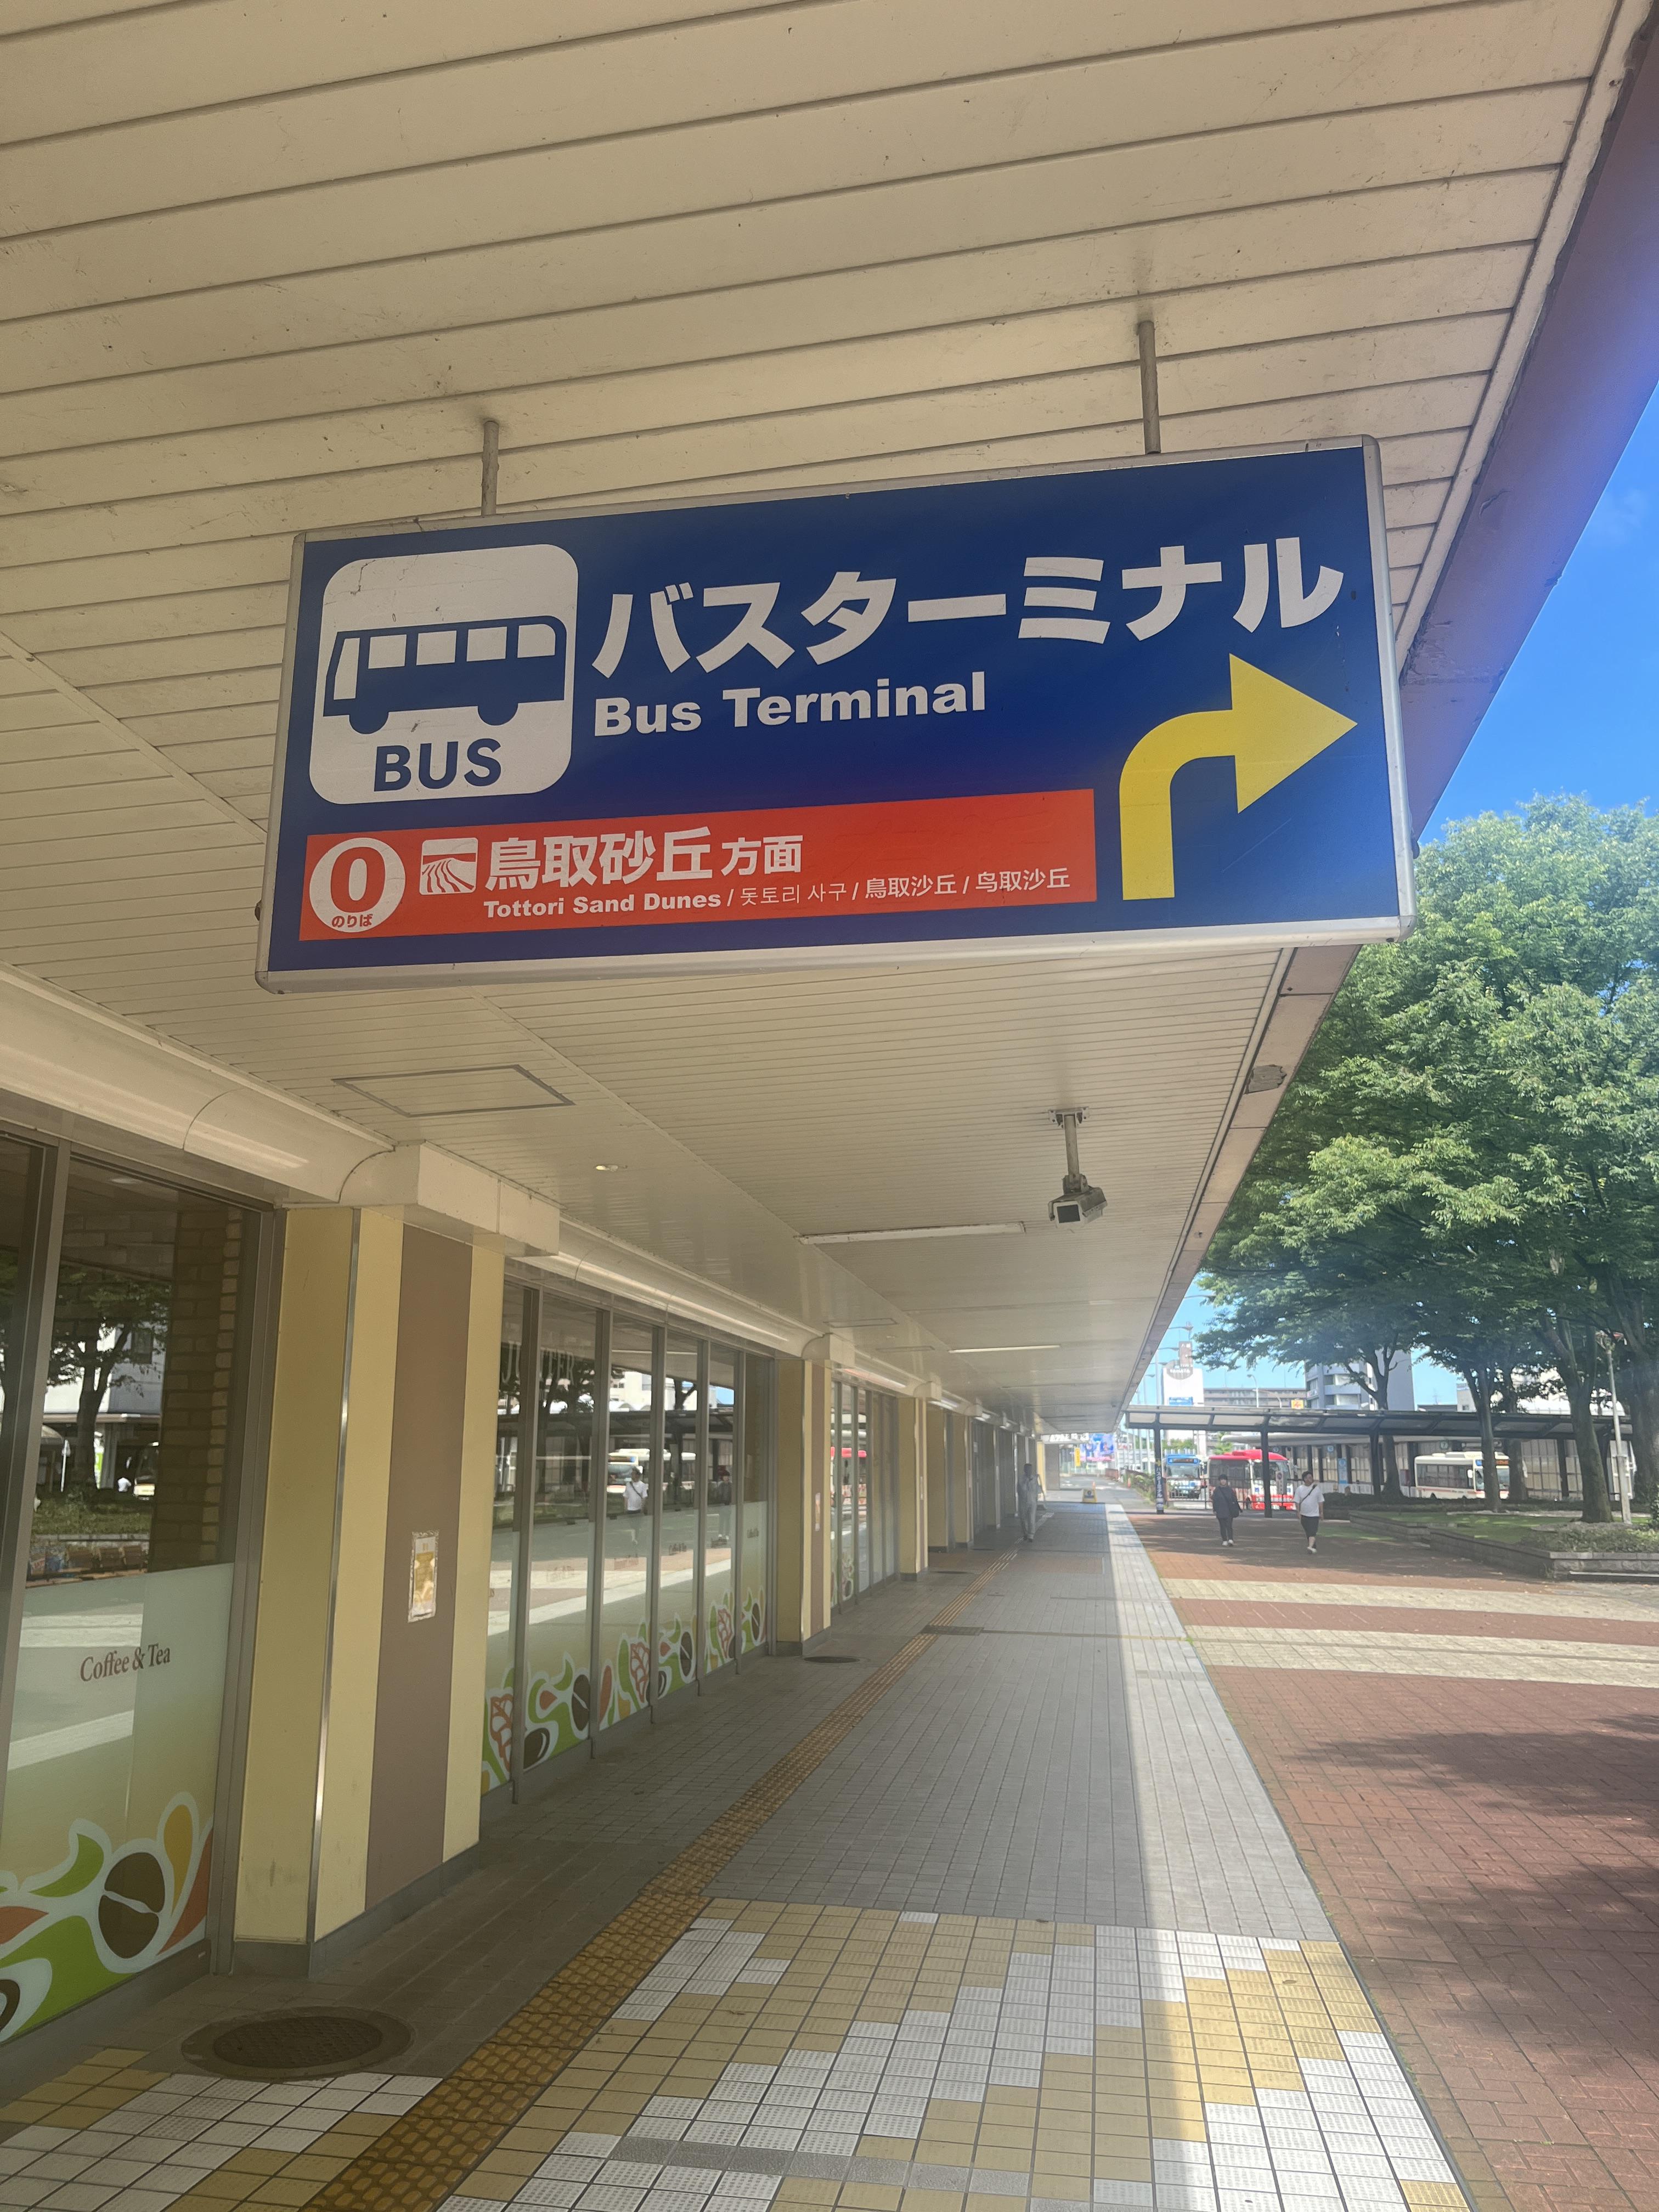 バスターミナル
Bus Terminal
BUS
0
のりば
鳥取砂丘方面
Tottori Sand Dunes / 돗토리 사구 / 鳥取沙丘 / 鸟取沙丘
Coffee & Tea